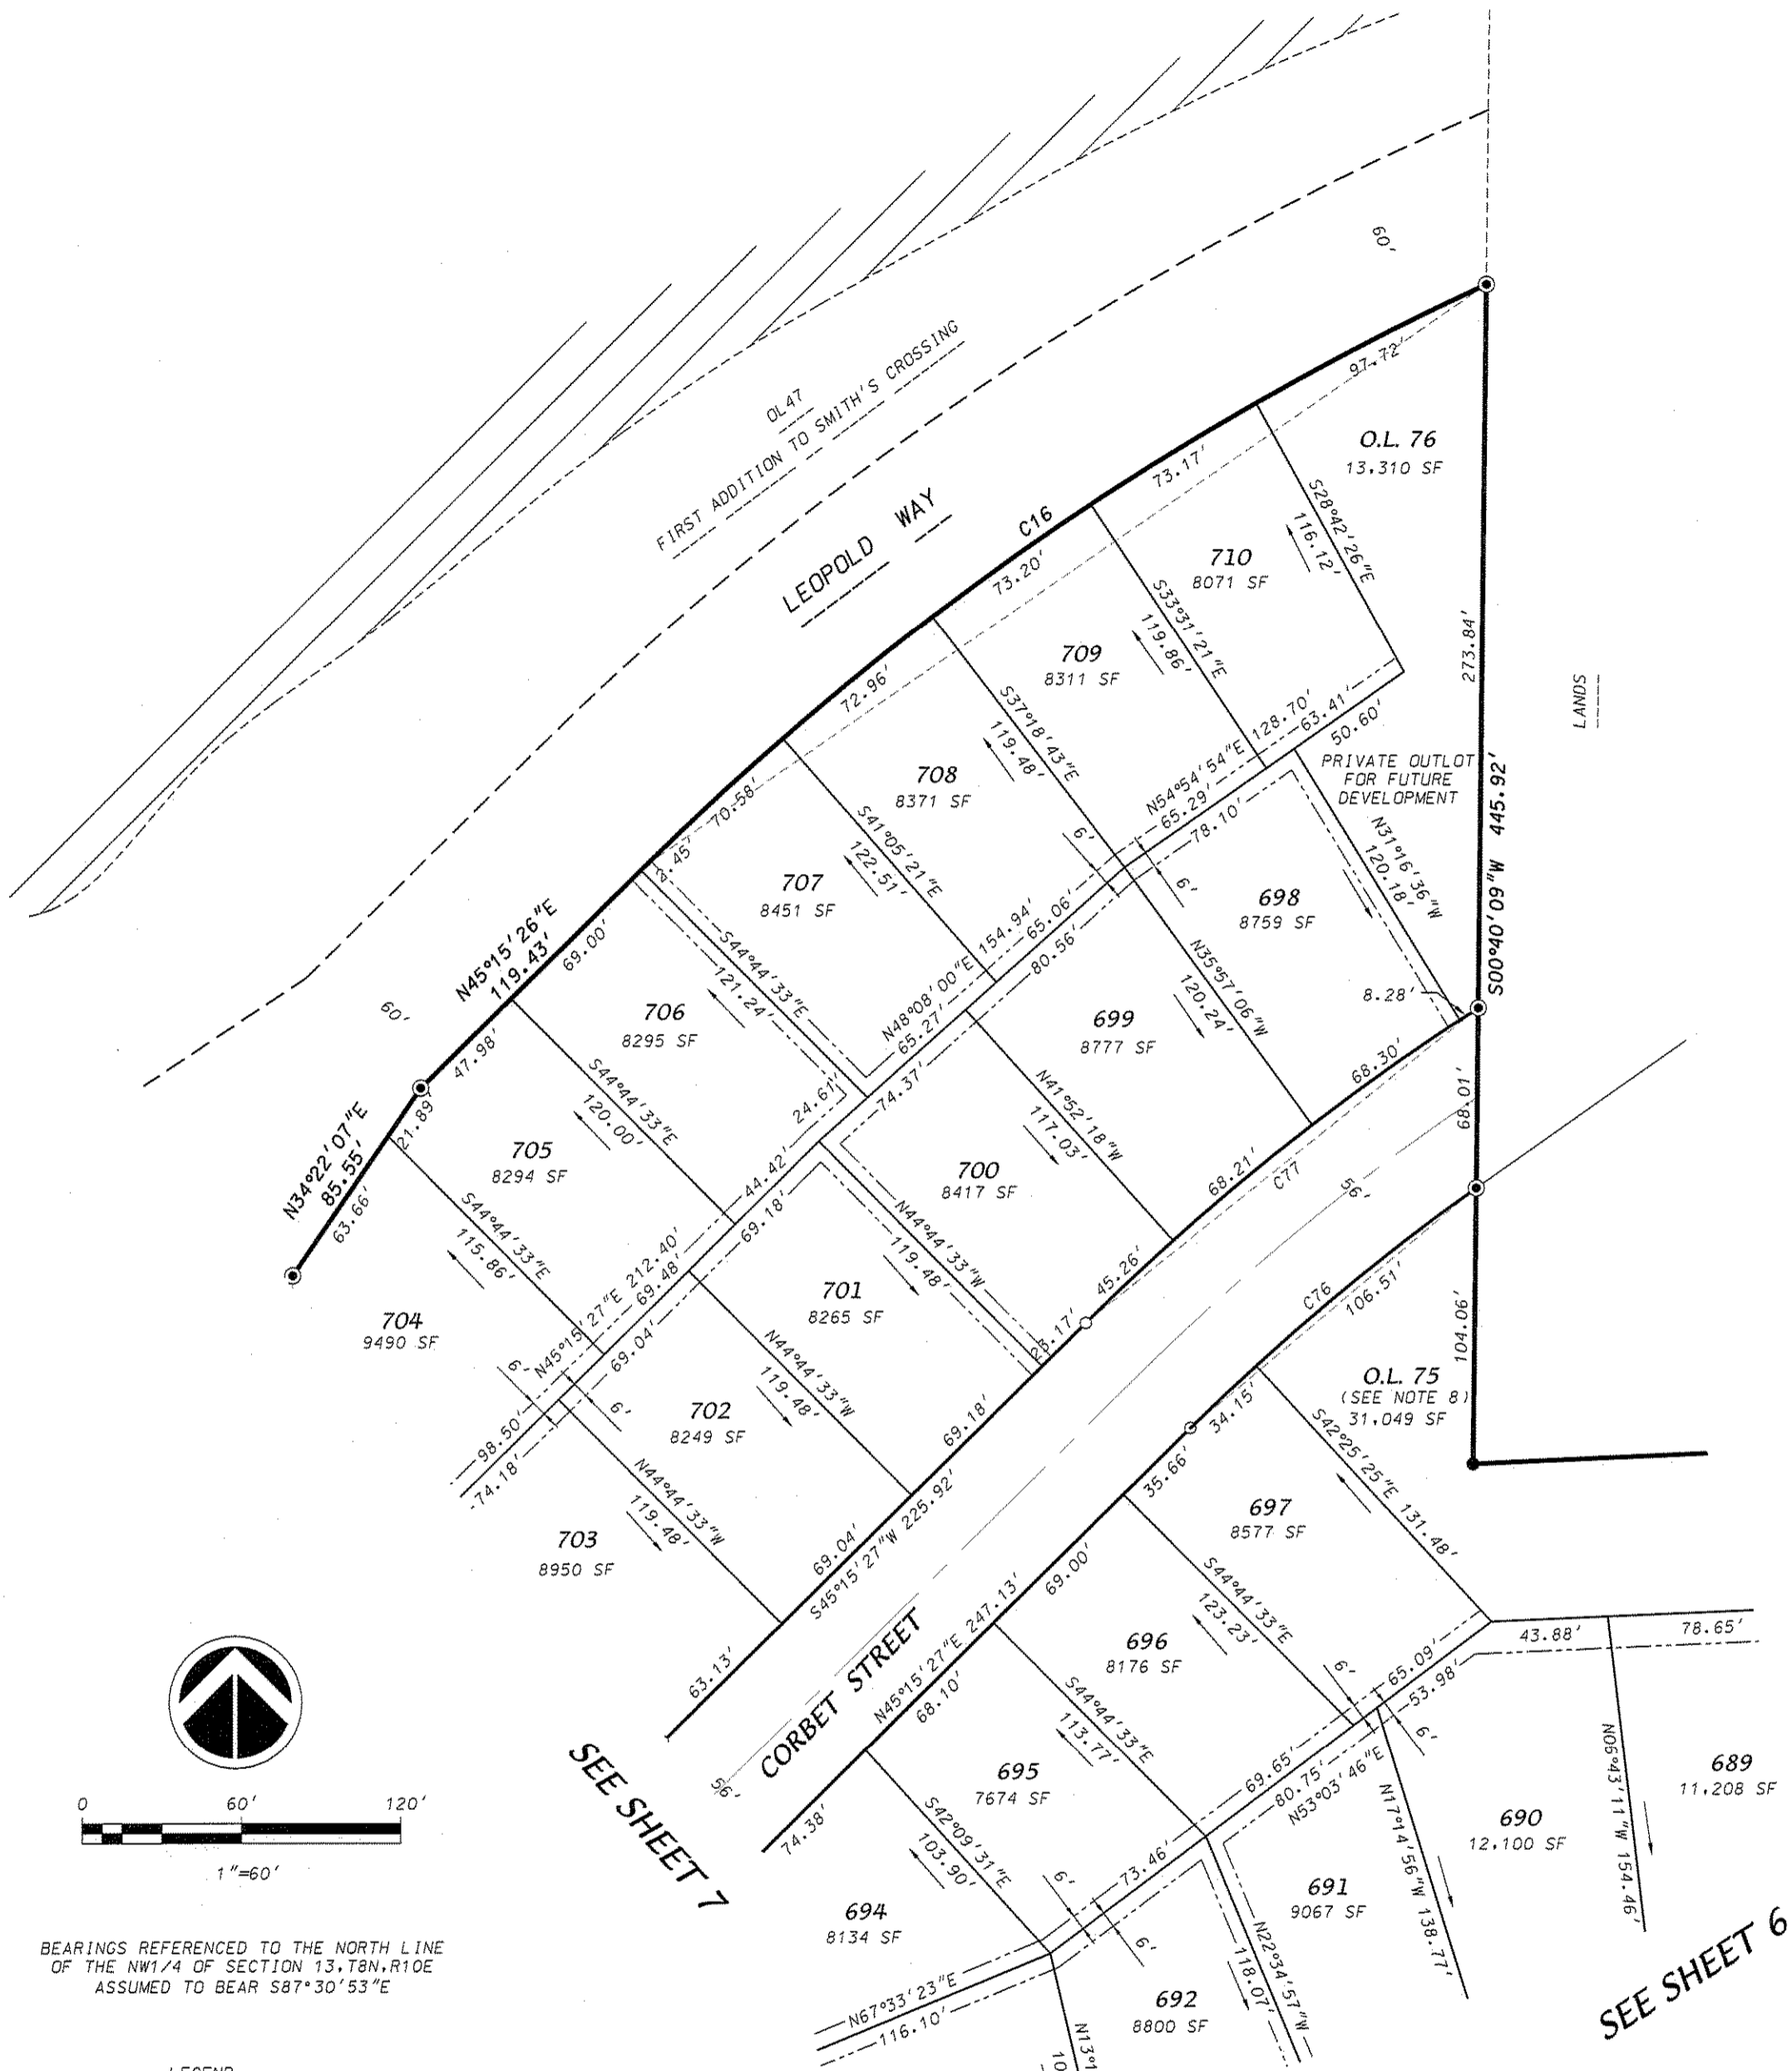 60'
97.72'
O.L. 76
13,310 SF
OL47
FIRST ADDITION TO SMITH'S CROSSING
LEOPOLD WAY
C16
73.17'
S28°42'26"E
116.12'
710
8071 SF
73.20'
S33°31'21"E
119.86'
709
8311 SF
273.84'
LANDS
72.96'
S37°18'43"E
119.48'
N54°54'54"E 128.70'
63.41'
65.29'
50.60'
78.10'
PRIVATE OUTLOT
FOR FUTURE
DEVELOPMENT
S00°40'09"W 445.92'
708
8371 SF
70.58'
S41°05'21"E
122.51'
6'
6'
N31°16'36"W
120.18'
698
8759 SF
2.45'
707
8451 SF
N48°08'00"E 154.94'
65.06'
65.27'
80.56'
N35°57'06"W
120.24'
8.28'
N45°15'26"E
119.43'
69.00'
S44°44'33"E
121.24'
699
8777 SF
68.30'
68.01'
60'
47.98'
706
8295 SF
74.37'
24.61'
N41°52'18"W
117.03'
N34°22'07"E
85.55'
21.89'
63.66'
S44°44'33"E
120.00'
705
8294 SF
44.42'
69.18'
700
8417 SF
68.21'
C77
56'
S44°44'33"E
115.86'
N45°15'27"E 212.40'
69.48'
69.04'
N44°44'33"W
119.48'
45.26'
23.17'
C76
106.51'
104.06'
704
9490 SF
701
8265 SF
6'
6'
98.50'
74.18'
N44°44'33"W
119.48'
O.L. 75
(SEE NOTE 8)
31,049 SF
702
8249 SF
69.18'
34.15'
35.66'
S42°25'25"E 131.48'
N44°44'33"W
119.48'
703
8950 SF
69.04'
S45°15'27"W 225.92'
697
8577 SF
69.00'
S44°44'33"E
123.23'
63.13'
N45°15'27"E 247.13'
68.10'
696
8176 SF
43.88'
78.65'
65.09'
53.98'
6'
6'
CORBET STREET
56'
SEE SHEET 7
74.38'
S44°44'33"E
113.77'
695
7674 SF
69.65'
80.75'
N53°03'46"E
N17°14'56"W 138.77'
690
12,100 SF
N06°43'11"W 154.46'
689
11,208 SF
S42°09'31"E
103.90'
73.46'
6'
6'
691
9067 SF
694
8134 SF
N22°34'57"W
118.07'
N67°33'23"E
116.10'
692
8800 SF
N13°1
10
SEE SHEET 6
0 60' 120'
1"=60'
BEARINGS REFERENCED TO THE NORTH LINE
OF THE NW1/4 OF SECTION 13,T8N,R10E
ASSUMED TO BEAR S87°30'53"E
LEGEND